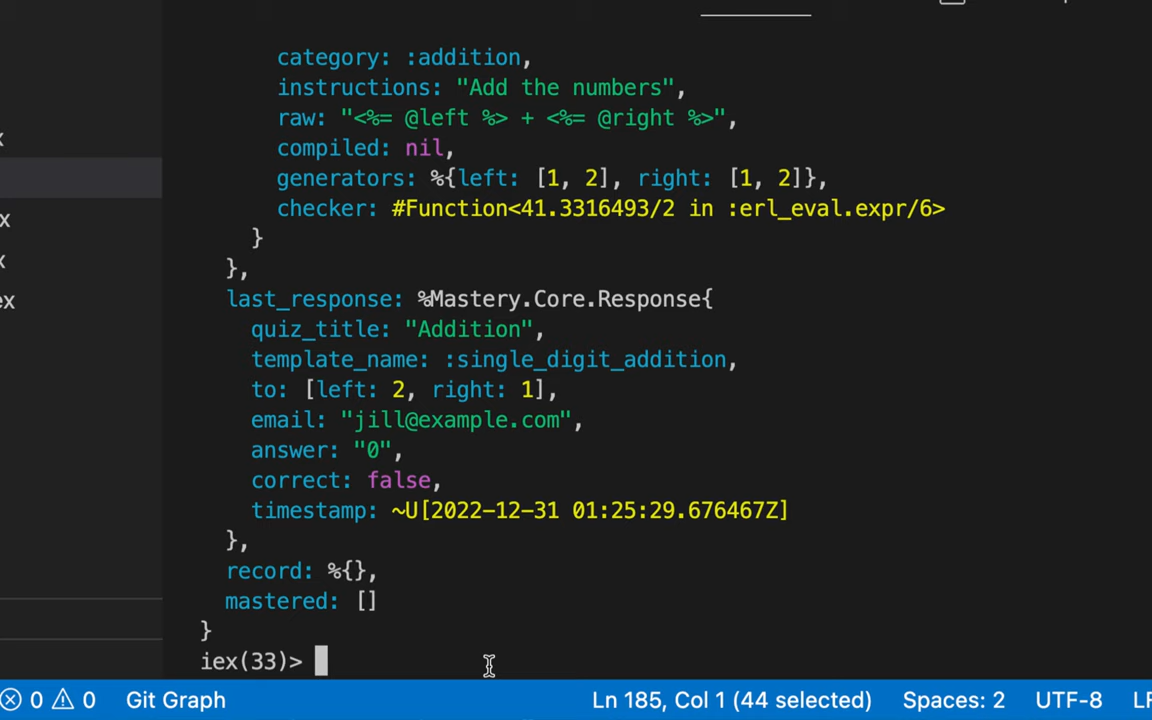 category: :addition,
instructions: "Add the numbers",
raw: "<%= @left %> + <%= @right %>",
compiled: nil,
generators: %{left: [1, 2], right: [1, 2]},
checker: #Function<41.3316493/2 in :erl_eval.expr/6>
}
},
last_response: %Mastery.Core.Response{
quiz_title: "Addition",
template_name: :single_digit_addition,
to: [left: 2, right: 1],
email: "jill@example.com",
answer: "0",
correct: false,
timestamp: ~U[2022-12-31 01:25:29.676467Z]
},
record: %{},
mastered: []
}
iex(33)>
x
x
x
ex
0 0 Git Graph Ln 185, Col 1 (44 selected) Spaces: 2 UTF-8 LF